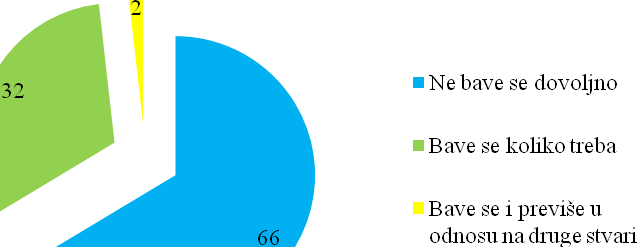 2
32
66
Ne bave se dovoljno
Bave se koliko treba
Bave se i previše u
odnosu na druge stvari